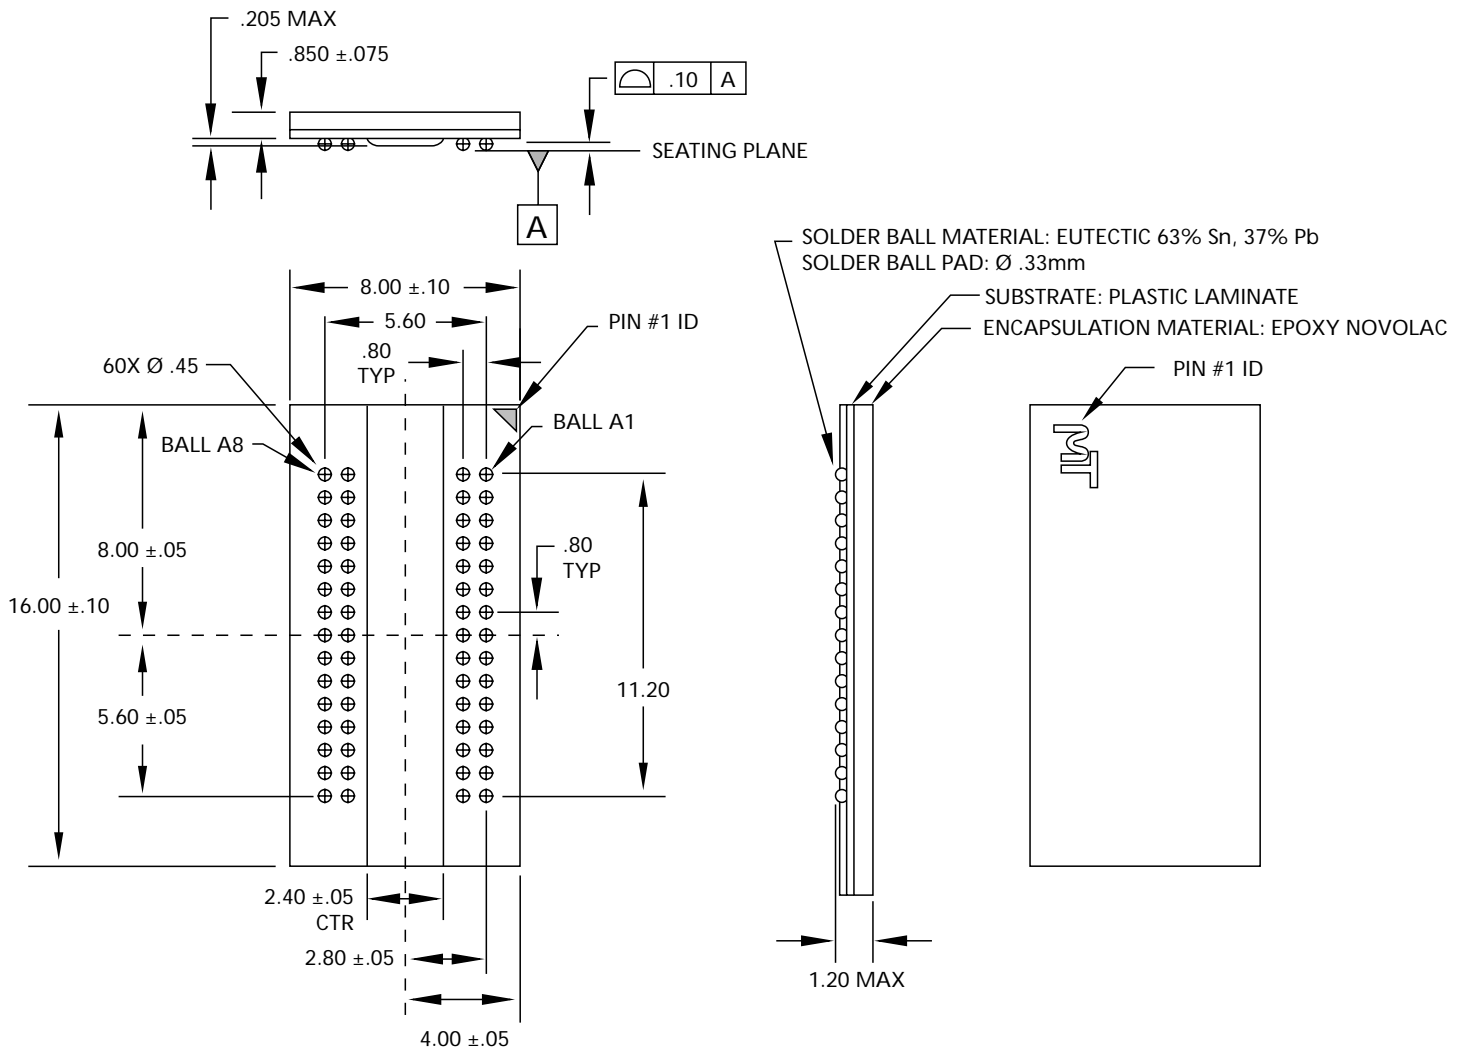 .205 MAX
.850 ±.075
.10 A
SEATING PLANE
A
SOLDER BALL MATERIAL: EUTECTIC 63% Sn, 37% Pb
SOLDER BALL PAD: Ø .33mm
8.00 ±.10
SUBSTRATE: PLASTIC LAMINATE
5.60
PIN #1 ID
ENCAPSULATION MATERIAL: EPOXY NOVOLAC
.80
TYP
60X Ø .45
PIN #1 ID
BALL A1
BALL A8
MT
8.00 ±.05
.80
TYP
16.00 ±.10
11.20
5.60 ±.05
2.40 ±.05
CTR
2.80 ±.05
1.20 MAX
4.00 ±.05